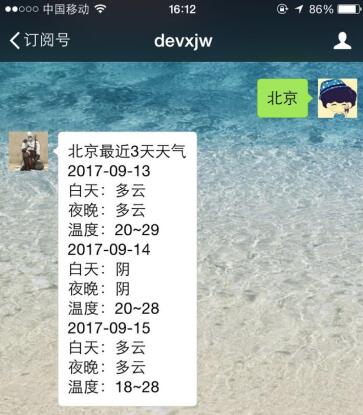 中国移动 16:12 86%
订阅号 devxjw
北京
北京最近3天天气
2017-09-13
白天：多云
夜晚：多云
温度：20~29
2017-09-14
白天：阴
夜晚：阴
温度：20~28
2017-09-15
白天：多云
夜晚：多云
温度：18~28